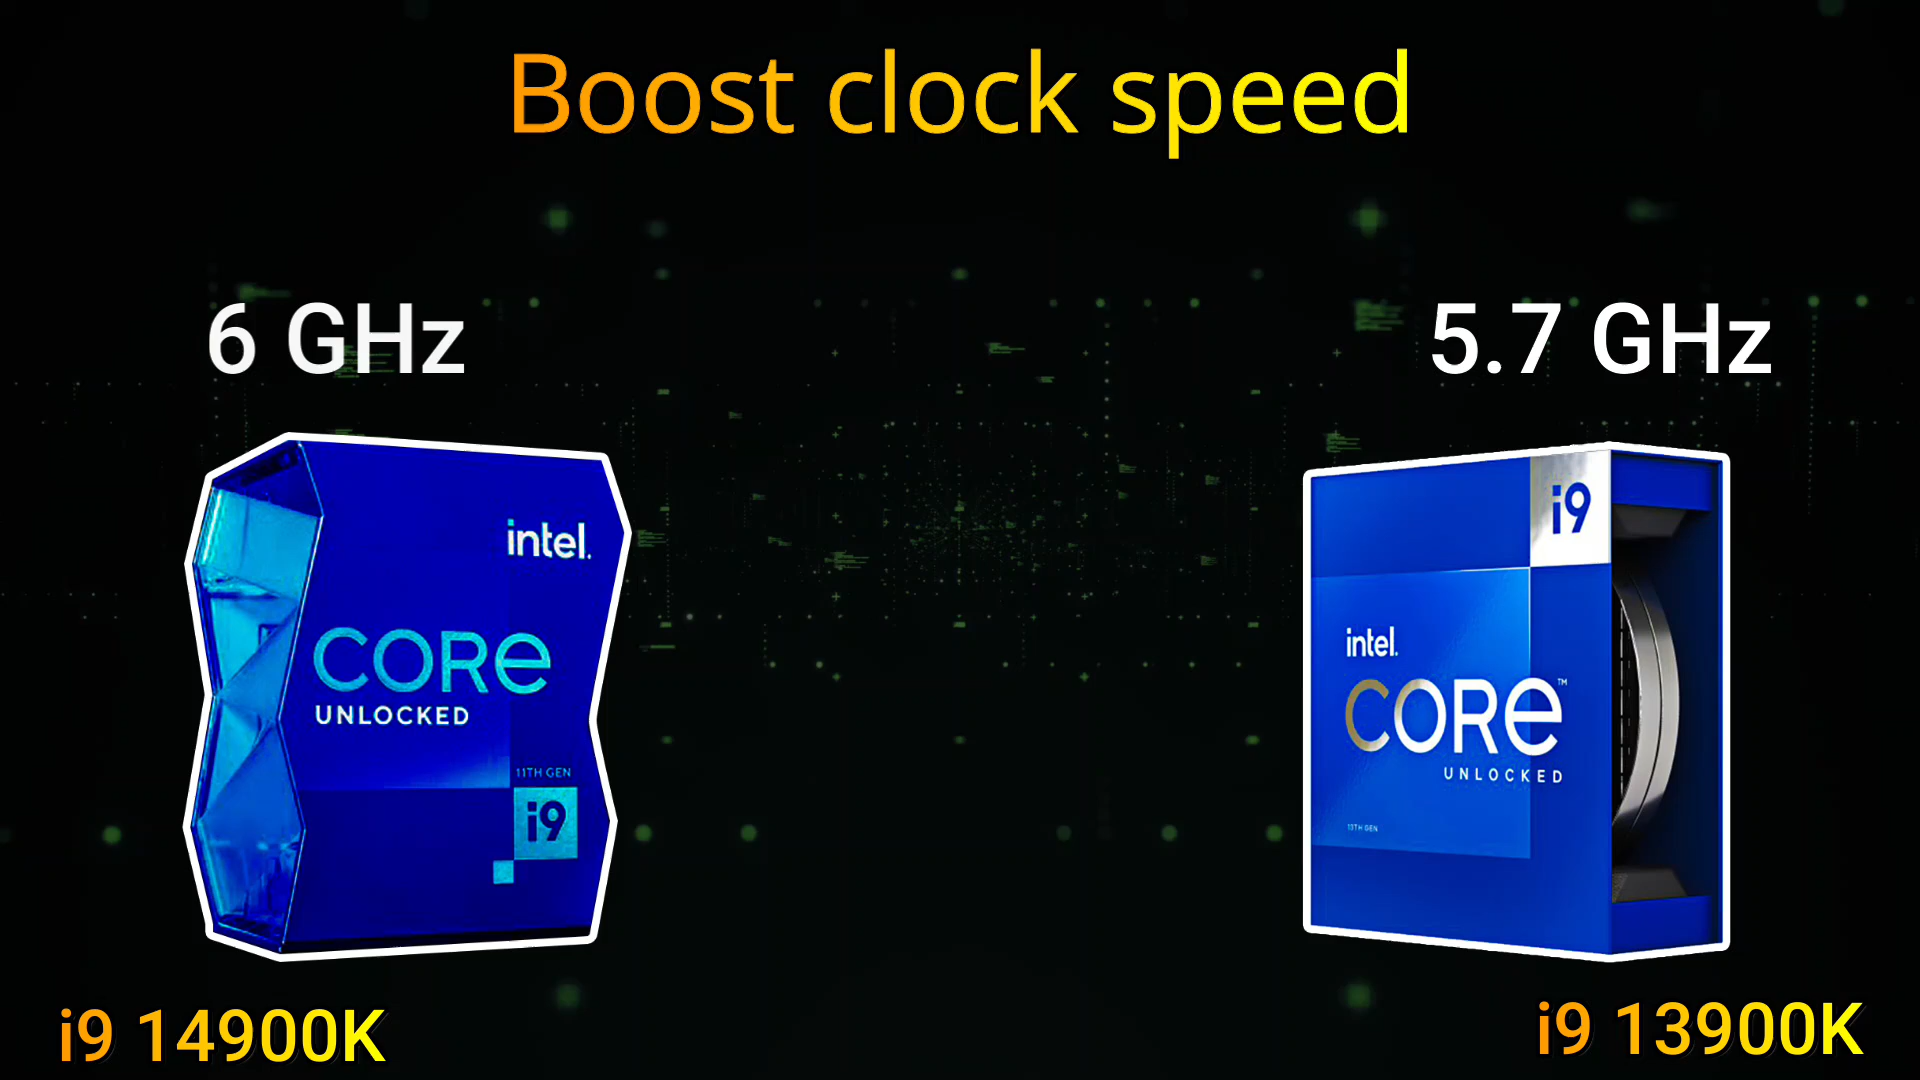 Boost clock speed
6 GHz
5.7 GHz
intel.
CORe
UNLOCKED
11TH GEN
i9
i9
intel.
CORe™
UNLOCKED
13TH GEN
i9 14900K
i9 13900K